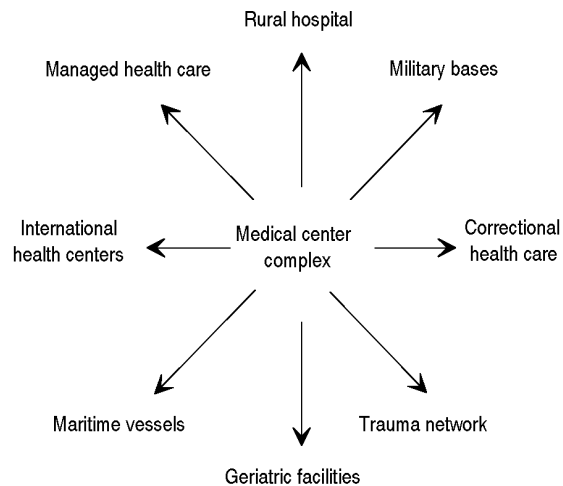 Rural hospital
Managed health care
Military bases
International
health centers
Medical center
complex
Correctional
health care
Maritime vessels
Trauma network
Geriatric facilities